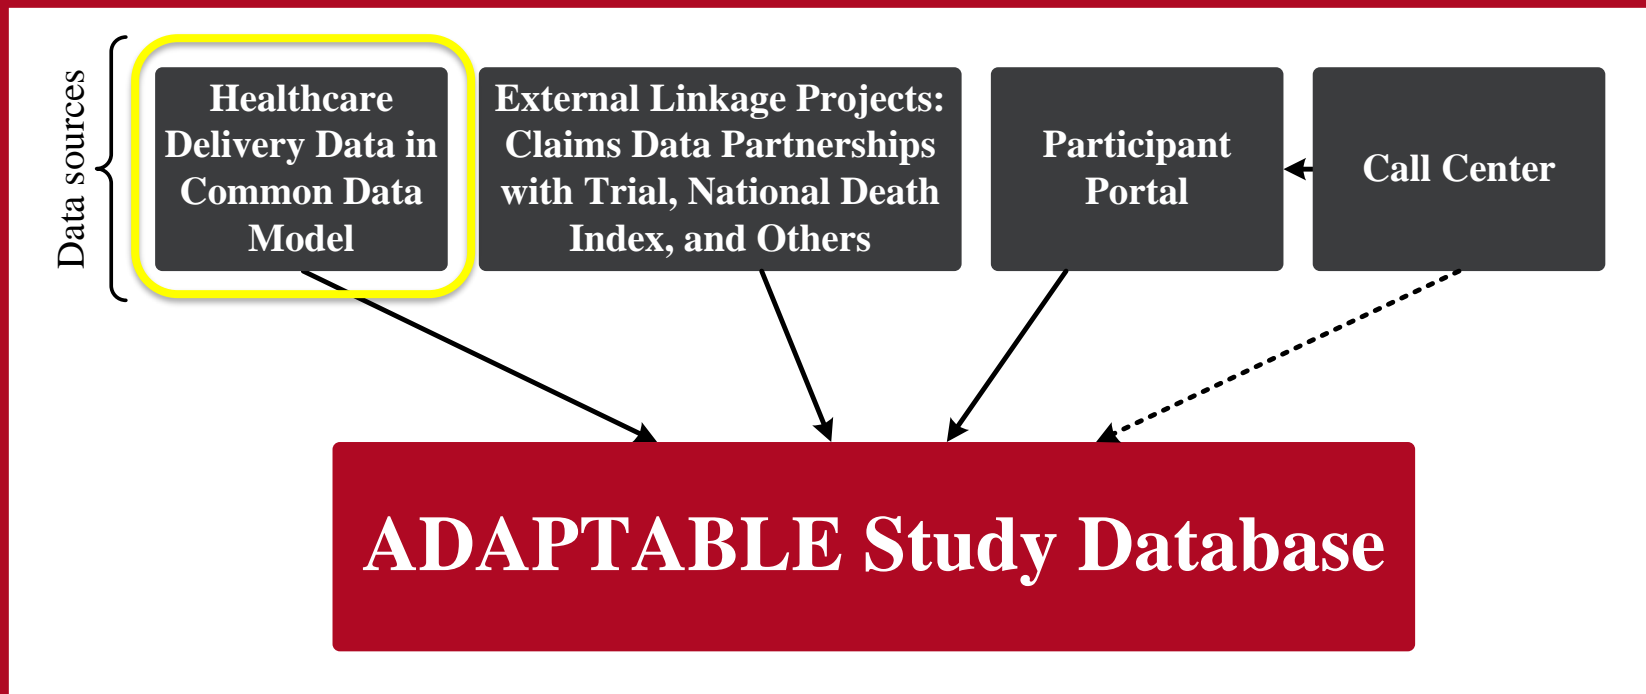 Data sources
Healthcare
Delivery Data in
Common Data
Model
External Linkage Projects:
Claims Data Partnerships
with Trial, National Death
Index, and Others
Participant
Portal
Call Center
ADAPTABLE Study Database